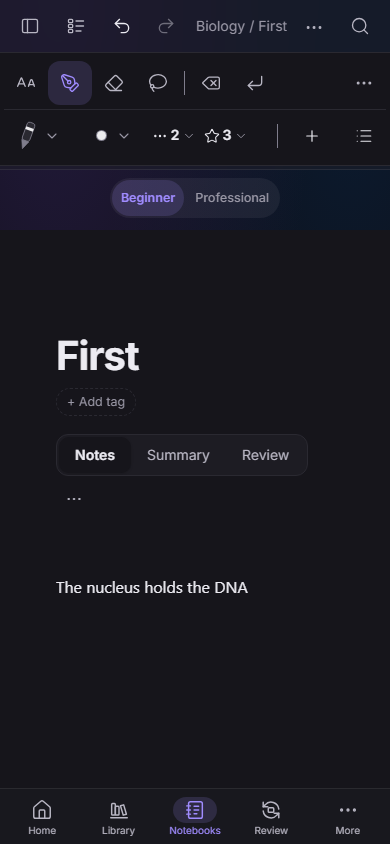 Biology / First
AA
2
3
Beginner Professional
First
+ Add tag
Notes Summary Review
The nucleus holds the DNA
Home Library Notebooks Review More